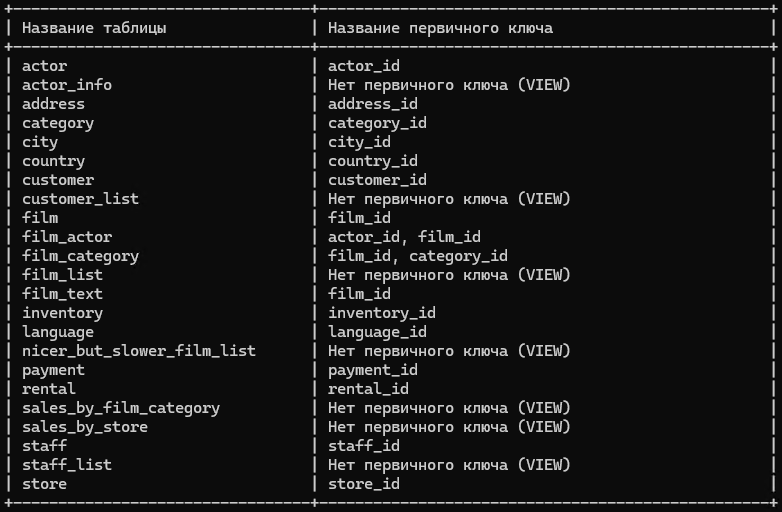 Название таблицы | Название первичного ключа
actor | actor_id
actor_info | Нет первичного ключа (VIEW)
address | address_id
category | category_id
city | city_id
country | country_id
customer | customer_id
customer_list | Нет первичного ключа (VIEW)
film | film_id
film_actor | actor_id, film_id
film_category | film_id, category_id
film_list | Нет первичного ключа (VIEW)
film_text | film_id
inventory | inventory_id
language | language_id
nicer_but_slower_film_list | Нет первичного ключа (VIEW)
payment | payment_id
rental | rental_id
sales_by_film_category | Нет первичного ключа (VIEW)
sales_by_store | Нет первичного ключа (VIEW)
staff | staff_id
staff_list | Нет первичного ключа (VIEW)
store | store_id